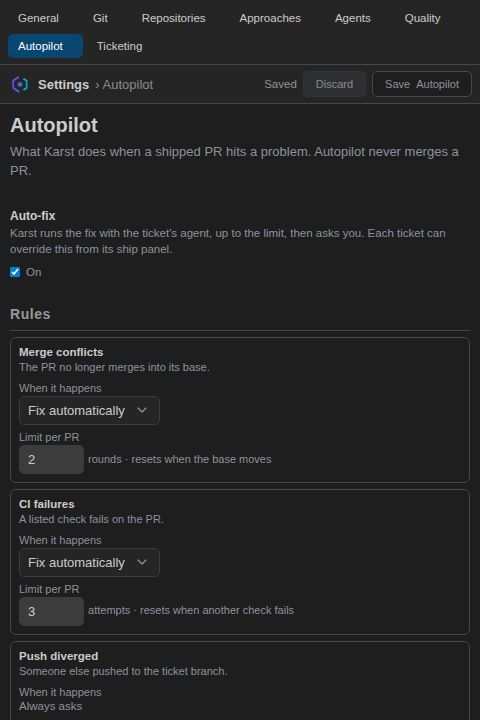 General Git Repositories Approaches Agents Quality
Autopilot Ticketing
Settings › Autopilot Saved Discard Save Autopilot
Autopilot
What Karst does when a shipped PR hits a problem. Autopilot never merges a
PR.
Auto-fix
Karst runs the fix with the ticket's agent, up to the limit, then asks you. Each ticket can
override this from its ship panel.
On
Rules
Merge conflicts
The PR no longer merges into its base.
When it happens
Fix automatically
Limit per PR
2 rounds · resets when the base moves
CI failures
A listed check fails on the PR.
When it happens
Fix automatically
Limit per PR
3 attempts · resets when another check fails
Push diverged
Someone else pushed to the ticket branch.
When it happens
Always asks